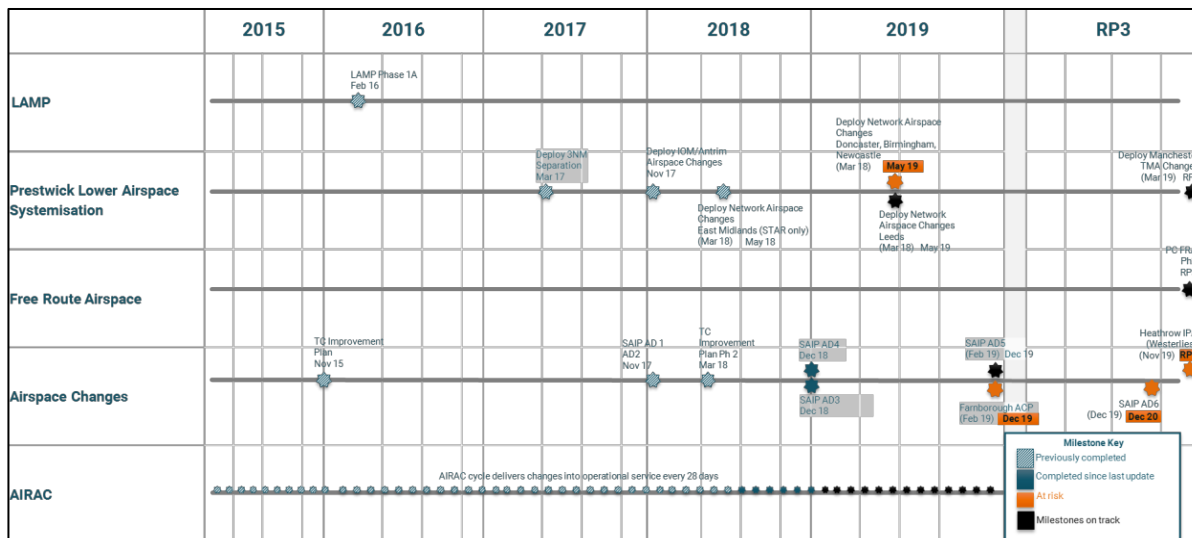 2015 2016 2017 2018 2019 RP3
LAMP
LAMP Phase 1A
Feb 16
Prestwick Lower Airspace
Systemisation
Deploy 3NM
Separation
Mar 17
Deploy IOM/Antrim
Airspace Changes
Nov 17
Deploy Network Airspace
Changes
East Midlands (STAR only)
(Mar 18) May 18
Deploy Network Airspace
Changes
Doncaster, Birmingham,
Newcastle
(Mar 18) May 19
Deploy Network
Airspace Changes
Leeds
(Mar 18) May 19
Deploy Manchester
TMA Change
(Mar 19) RP
Free Route Airspace
PC FR
Ph
RP
Airspace Changes
TC Improvement
Plan
Nov 15
SAIP AD 1
AD2
Nov 17
TC
Improvement
Plan Ph 2
Mar 18
SAIP AD4
Dec 18
SAIP AD3
Dec 18
SAIP AD5
(Feb 19) Dec 19
Farnborough ACP
(Feb 19) Dec 19
Heathrow IPA
(Westerlies
(Nov 19) RP
SAIP AD6
(Dec 19) Dec 20
AIRAC
AIRAC cycle delivers changes into operational service every 28 days
Milestone Key
Previously completed
Completed since last update
At risk
Milestones on track